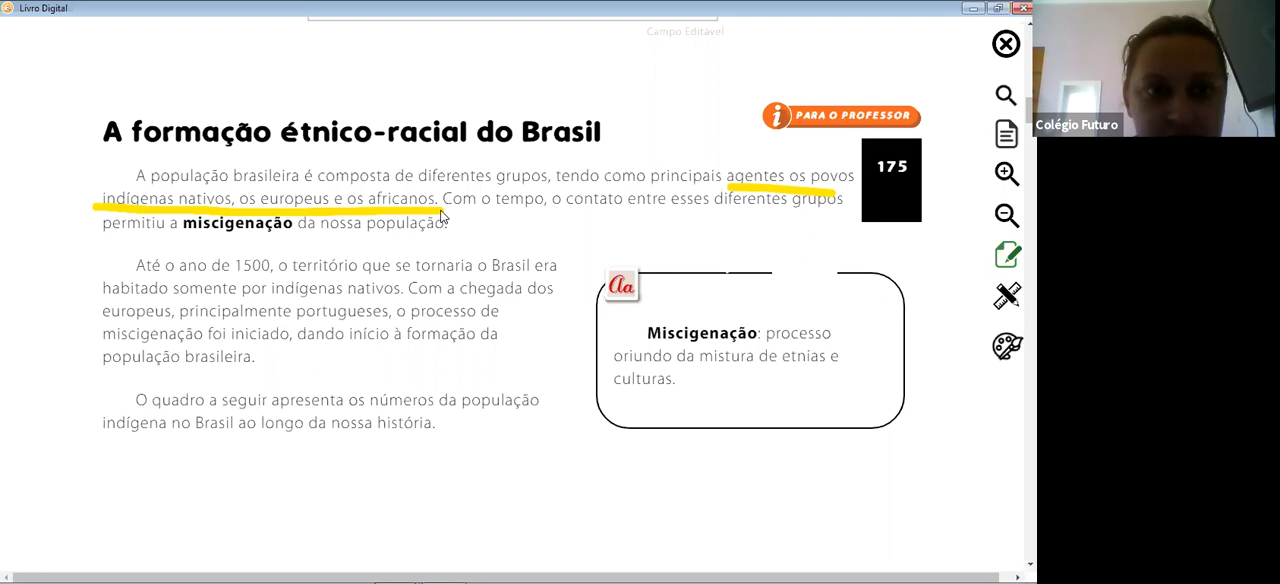 Livro Digital
Campo Editável
Colégio Futuro
PARA O PROFESSOR
A formação étnico-racial do Brasil
175
A população brasileira é composta de diferentes grupos, tendo como principais agentes os povos
indígenas nativos, os europeus e os africanos. Com o tempo, o contato entre esses diferentes grupos
permitiu a miscigenação da nossa população.
Até o ano de 1500, o território que se tornaria o Brasil era
habitado somente por indígenas nativos. Com a chegada dos
europeus, principalmente portugueses, o processo de
miscigenação foi iniciado, dando início à formação da
população brasileira.
O quadro a seguir apresenta os números da população
indígena no Brasil ao longo da nossa história.
Aa
Miscigenação: processo
oriundo da mistura de etnias e
culturas.